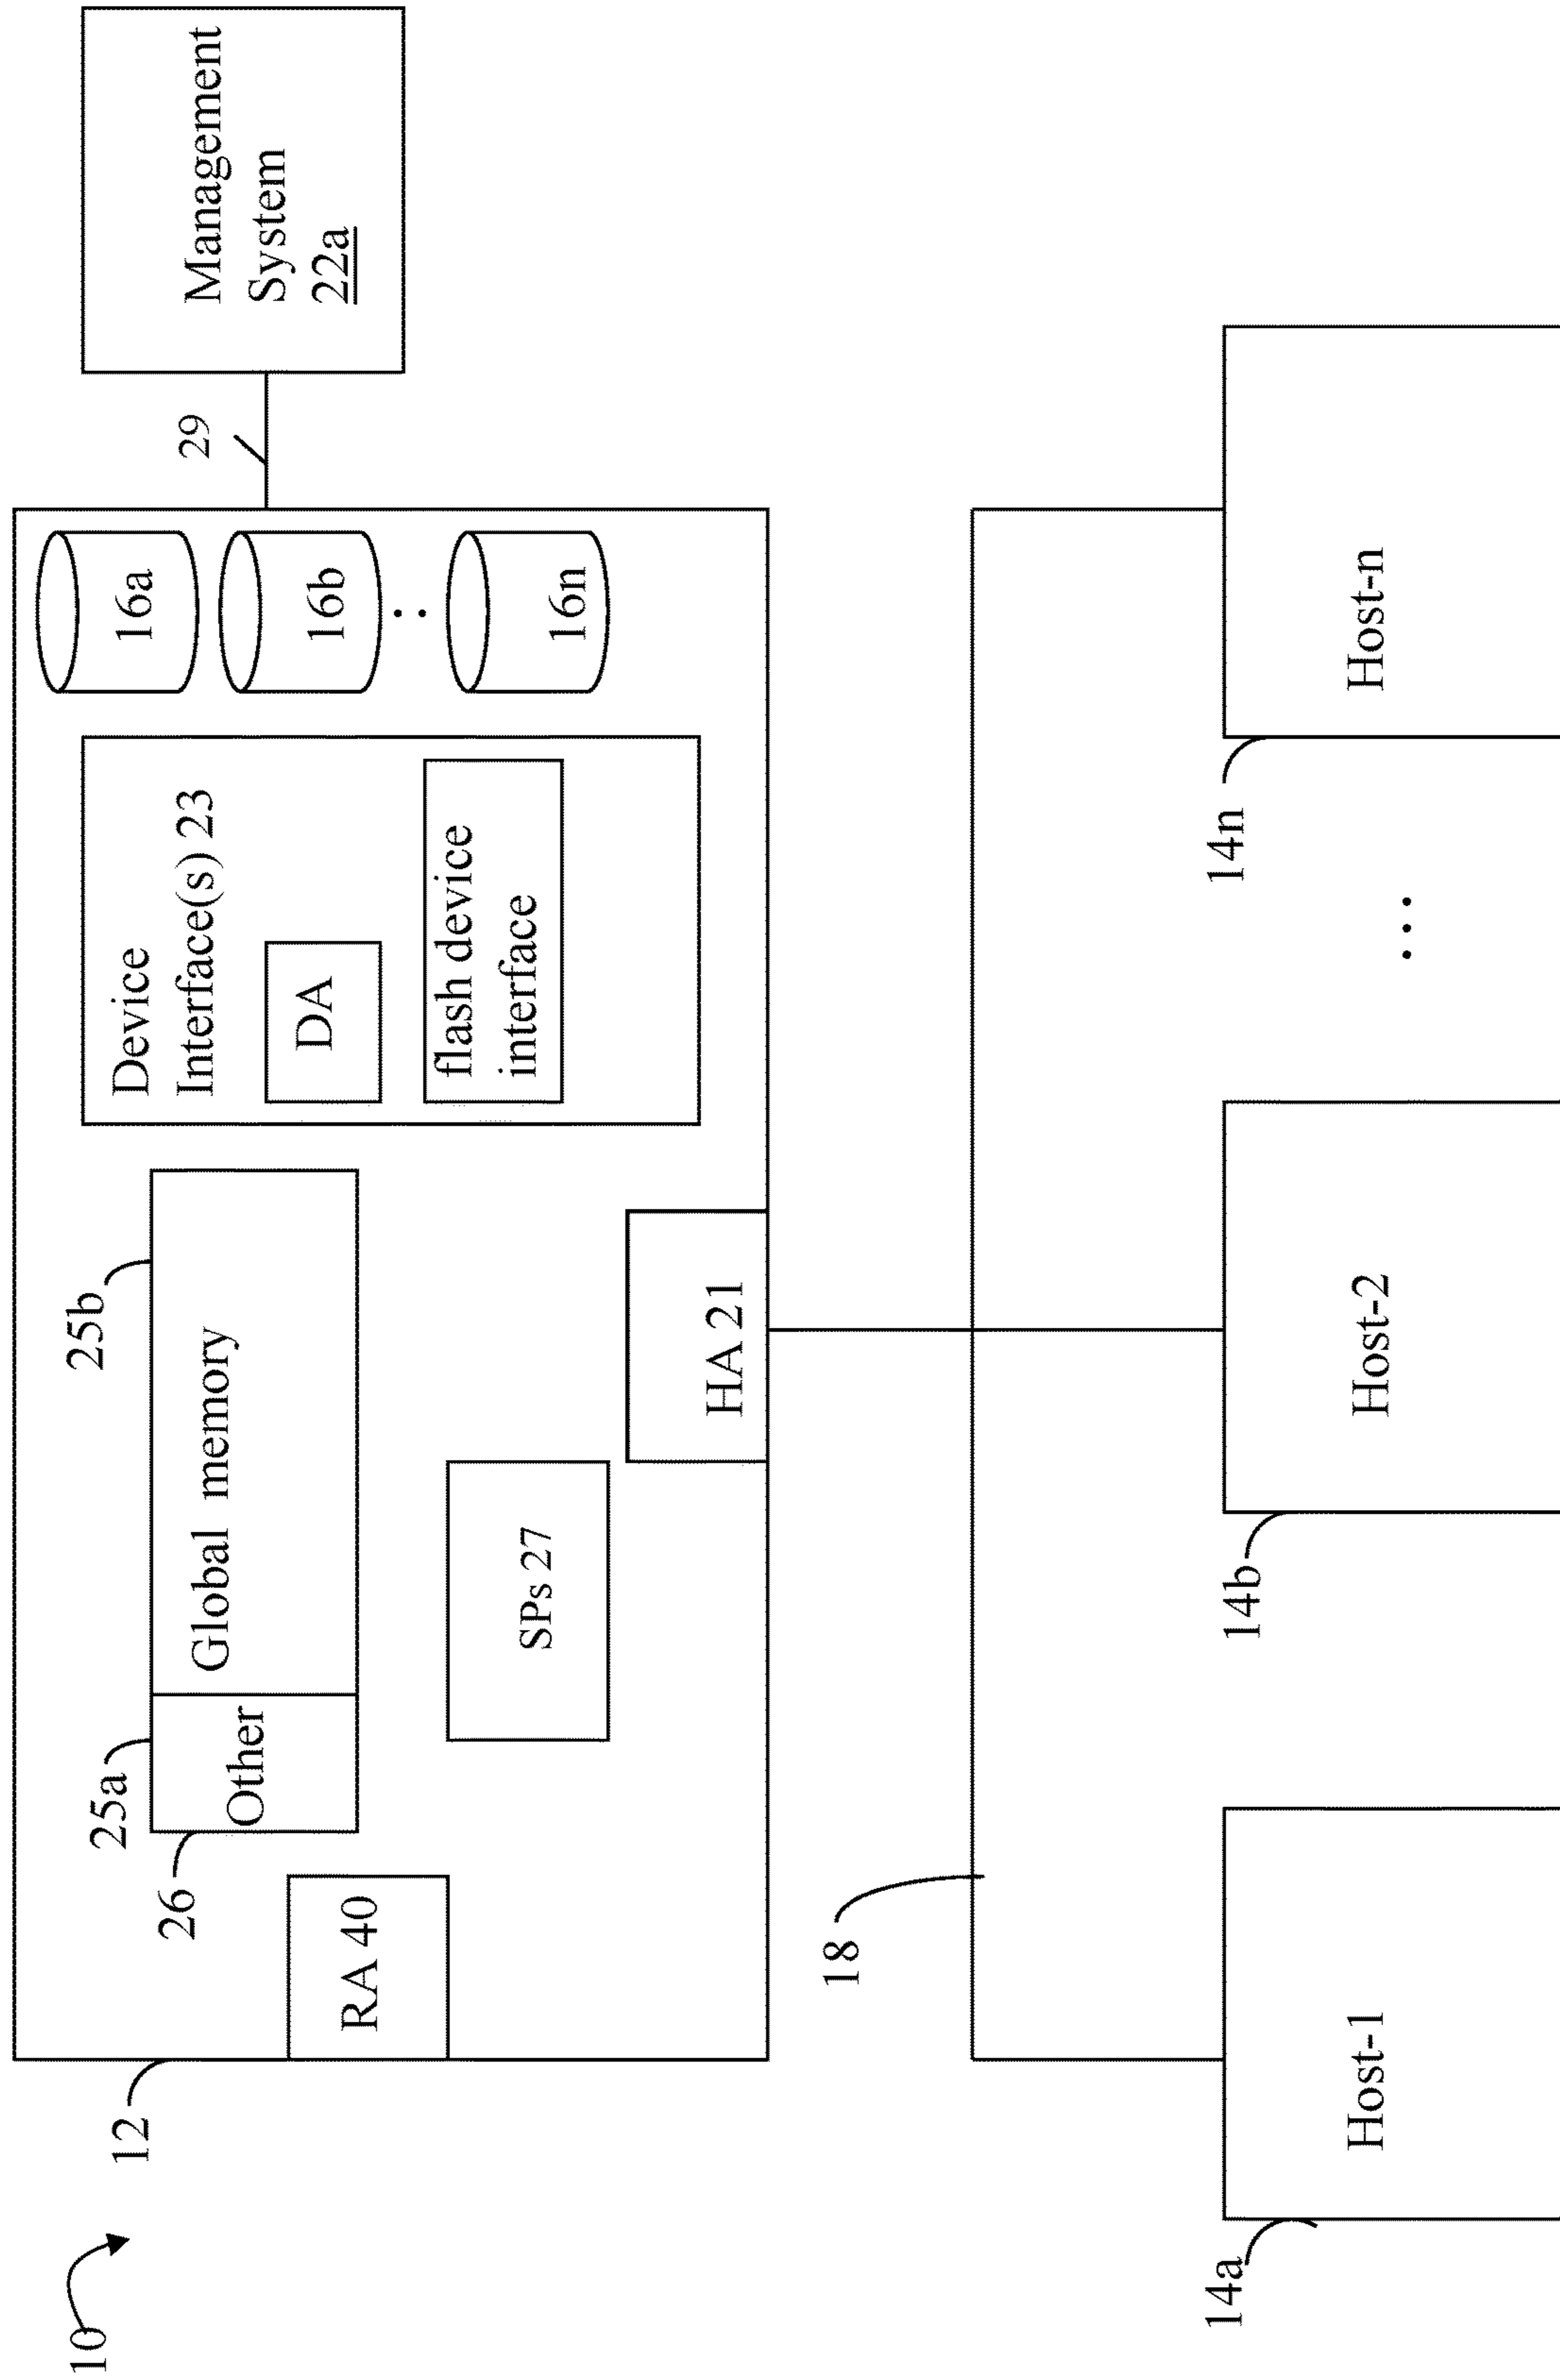 10
12
RA 40
26
25a
Other
25b
Global memory
SPs 27
HA 21
Device
Interface(s) 23
DA
flash device
interface
16a
16b
16n
29
Management
System
22a
18
14a
Host-1
14b
Host-2
...
14n
Host-n